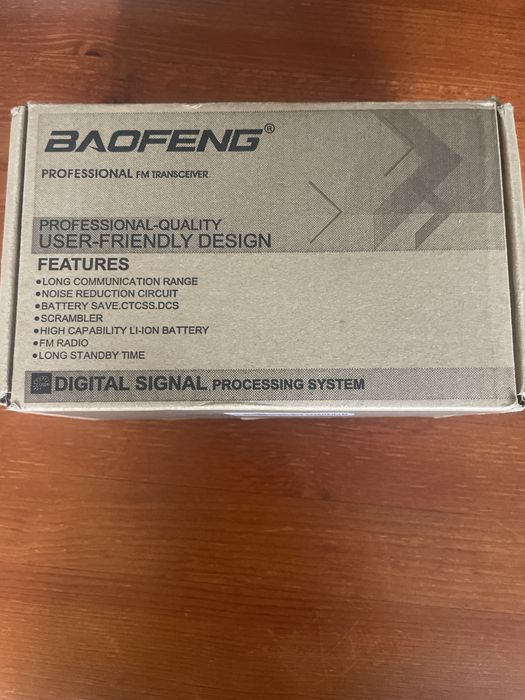 BAOFENG®
PROFESSIONAL FM TRANSCEIVER
PROFESSIONAL-QUALITY
USER-FRIENDLY DESIGN
FEATURES
●LONG COMMUNICATION RANGE
●NOISE REDUCTION CIRCUIT
●BATTERY SAVE.CTCSS.DCS
●SCRAMBLER
●HIGH CAPABILITY LI-ION BATTERY
●FM RADIO
●LONG STANDBY TIME
DIGITAL SIGNAL PROCESSING SYSTEM